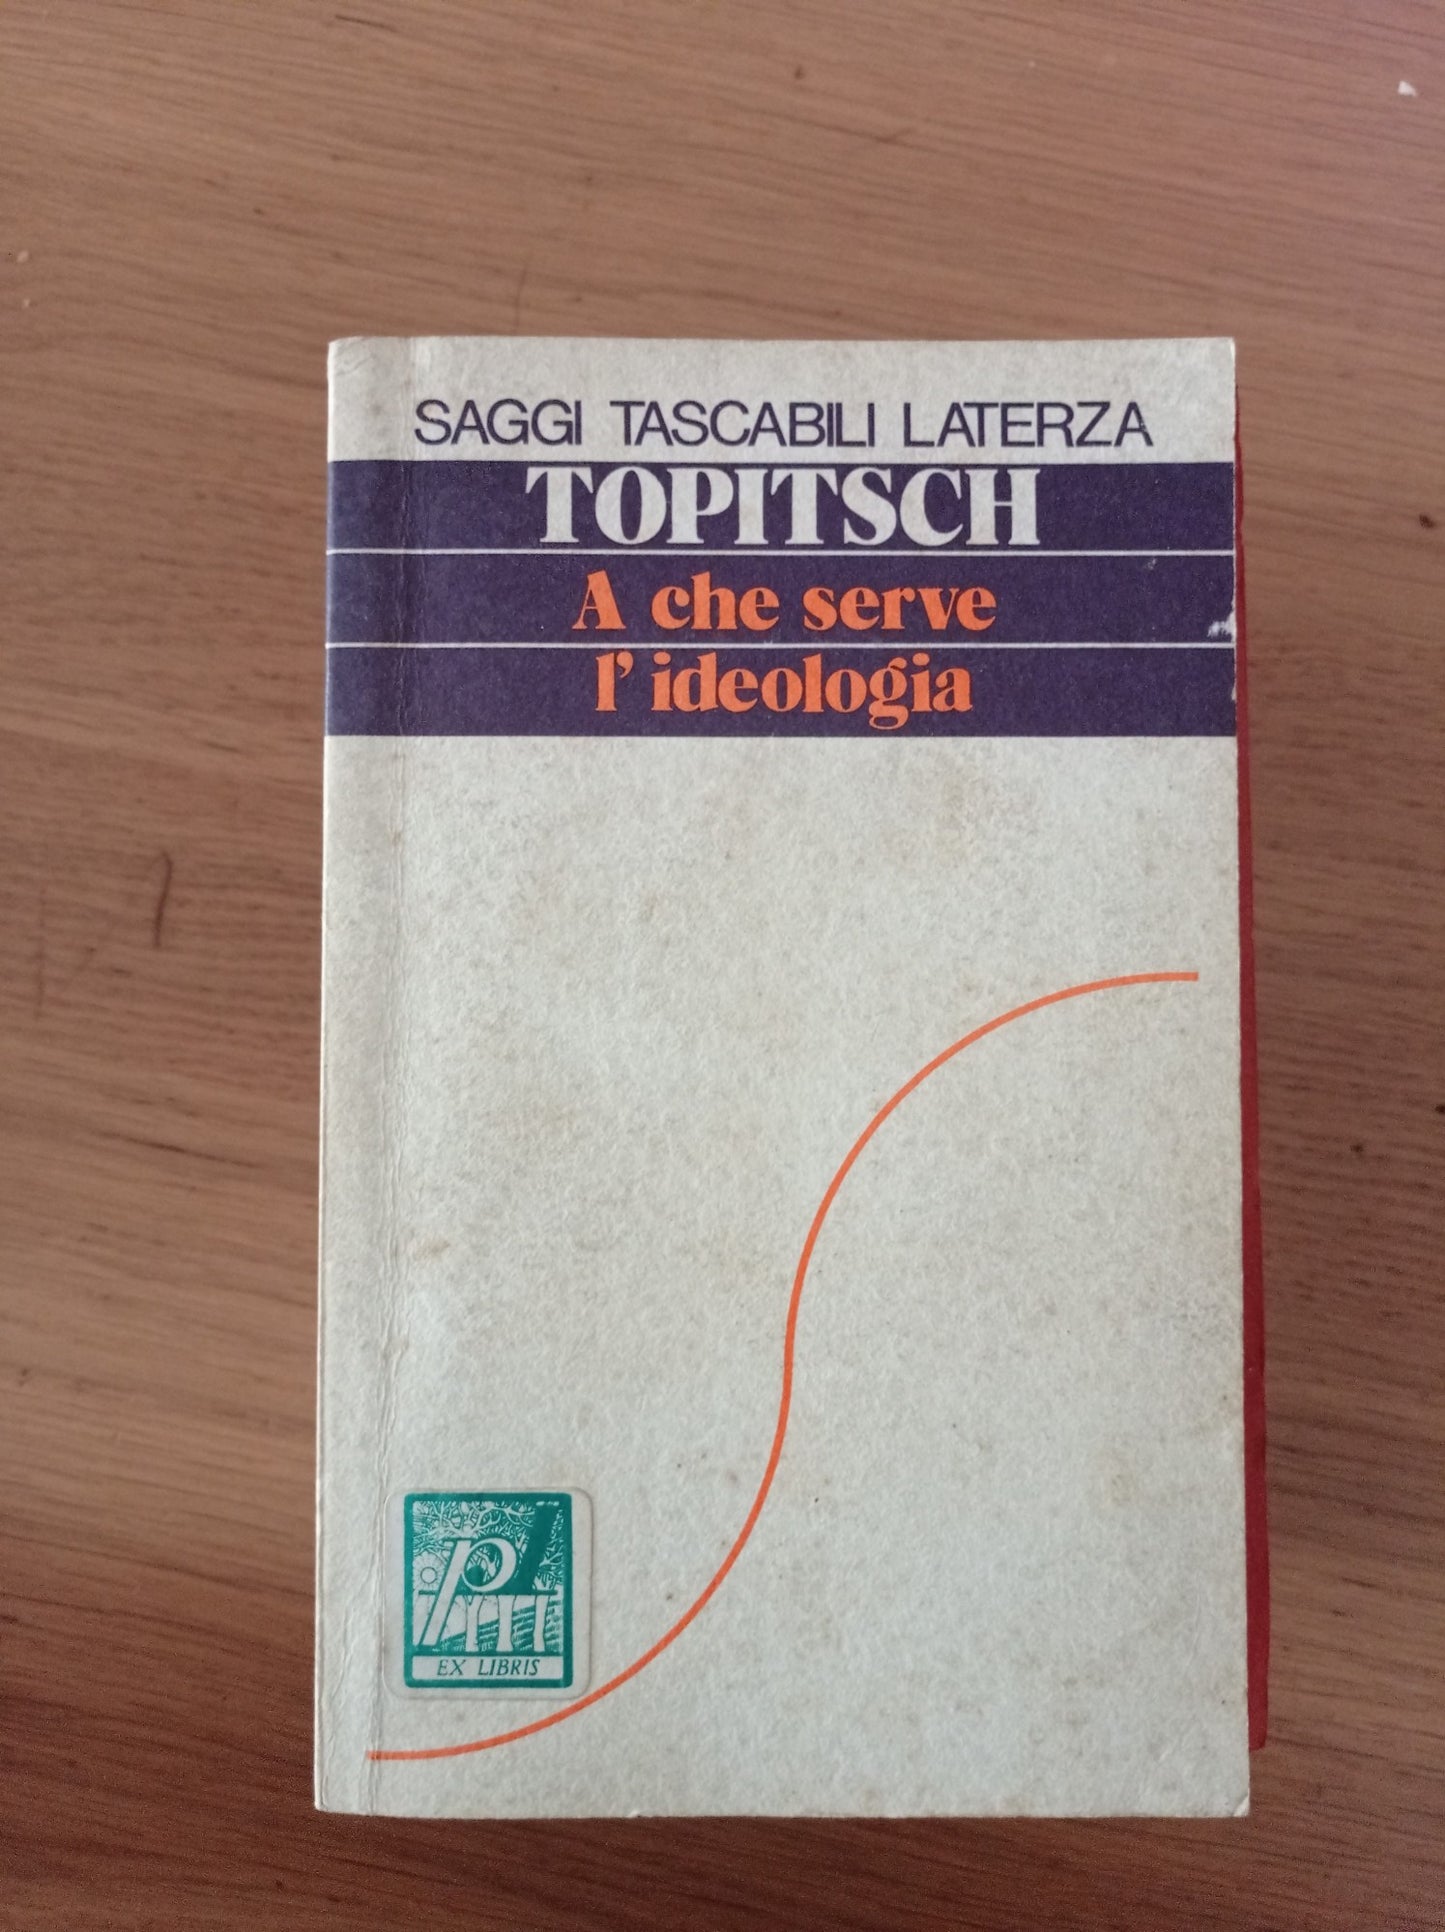 SAGGI TASCABILI LATERZA
TOPITSCH
A che serve
l'ideologia
P
EX LIBRIS